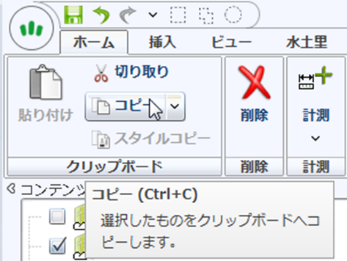 ホーム 挿入 ビュー 水土里
切り取り
コピー
貼り付け
スタイルコピー
削除
計測
クリップボード 削除 計測
コンテンツ
コピー (Ctrl+C)
選択したものをクリップボードへコ
ピーします。